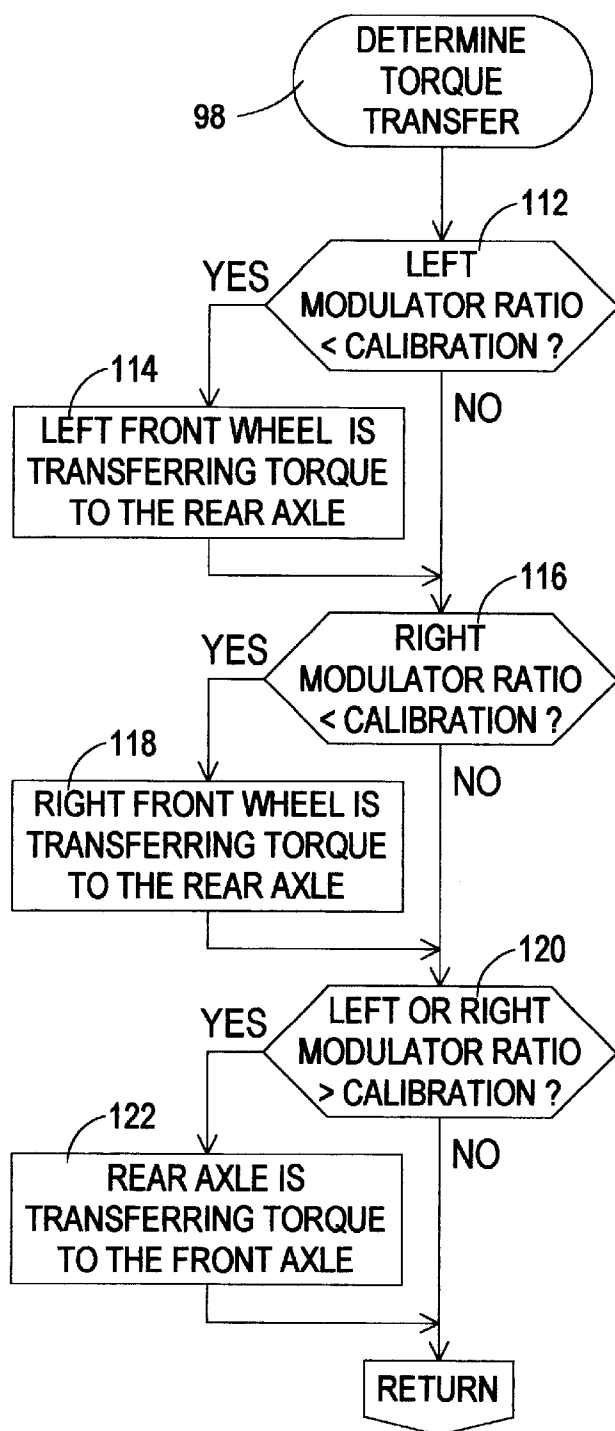 DETERMINE
TORQUE
TRANSFER
98
112
LEFT
MODULATOR RATIO
< CALIBRATION ?
YES
NO
114
LEFT FRONT WHEEL IS
TRANSFERRING TORQUE
TO THE REAR AXLE
116
RIGHT
MODULATOR RATIO
< CALIBRATION ?
YES
NO
118
RIGHT FRONT WHEEL IS
TRANSFERRING TORQUE
TO THE REAR AXLE
120
LEFT OR RIGHT
MODULATOR RATIO
> CALIBRATION ?
YES
NO
122
REAR AXLE IS
TRANSFERRING TORQUE
TO THE FRONT AXLE
RETURN